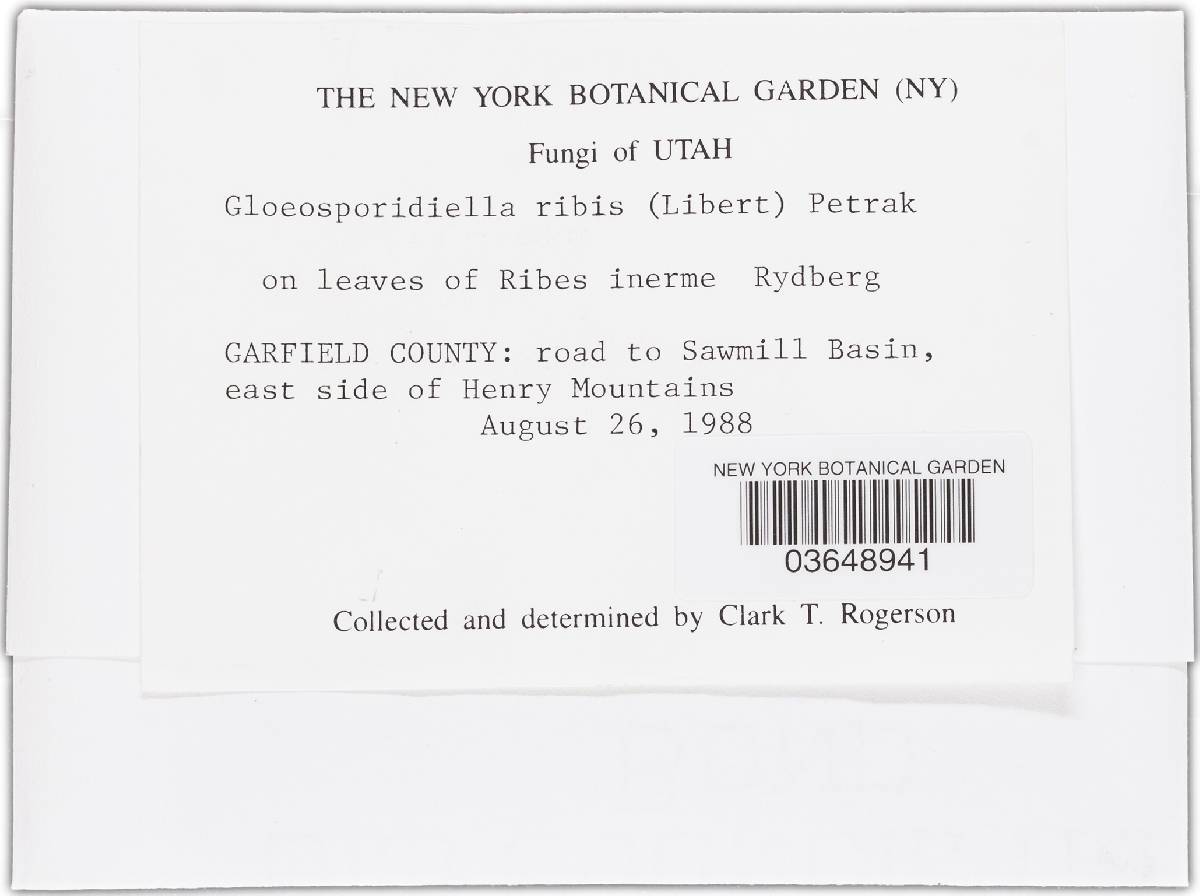 THE NEW YORK BOTANICAL GARDEN (NY)
Fungi of UTAH
Gloeosporidiella ribis (Libert) Petrak
on leaves of Ribes inerme Rydberg
GARFIELD COUNTY: road to Sawmill Basin,
east side of Henry Mountains
August 26, 1988
NEW YORK BOTANICAL GARDEN
03648941
Collected and determined by Clark T. Rogerson